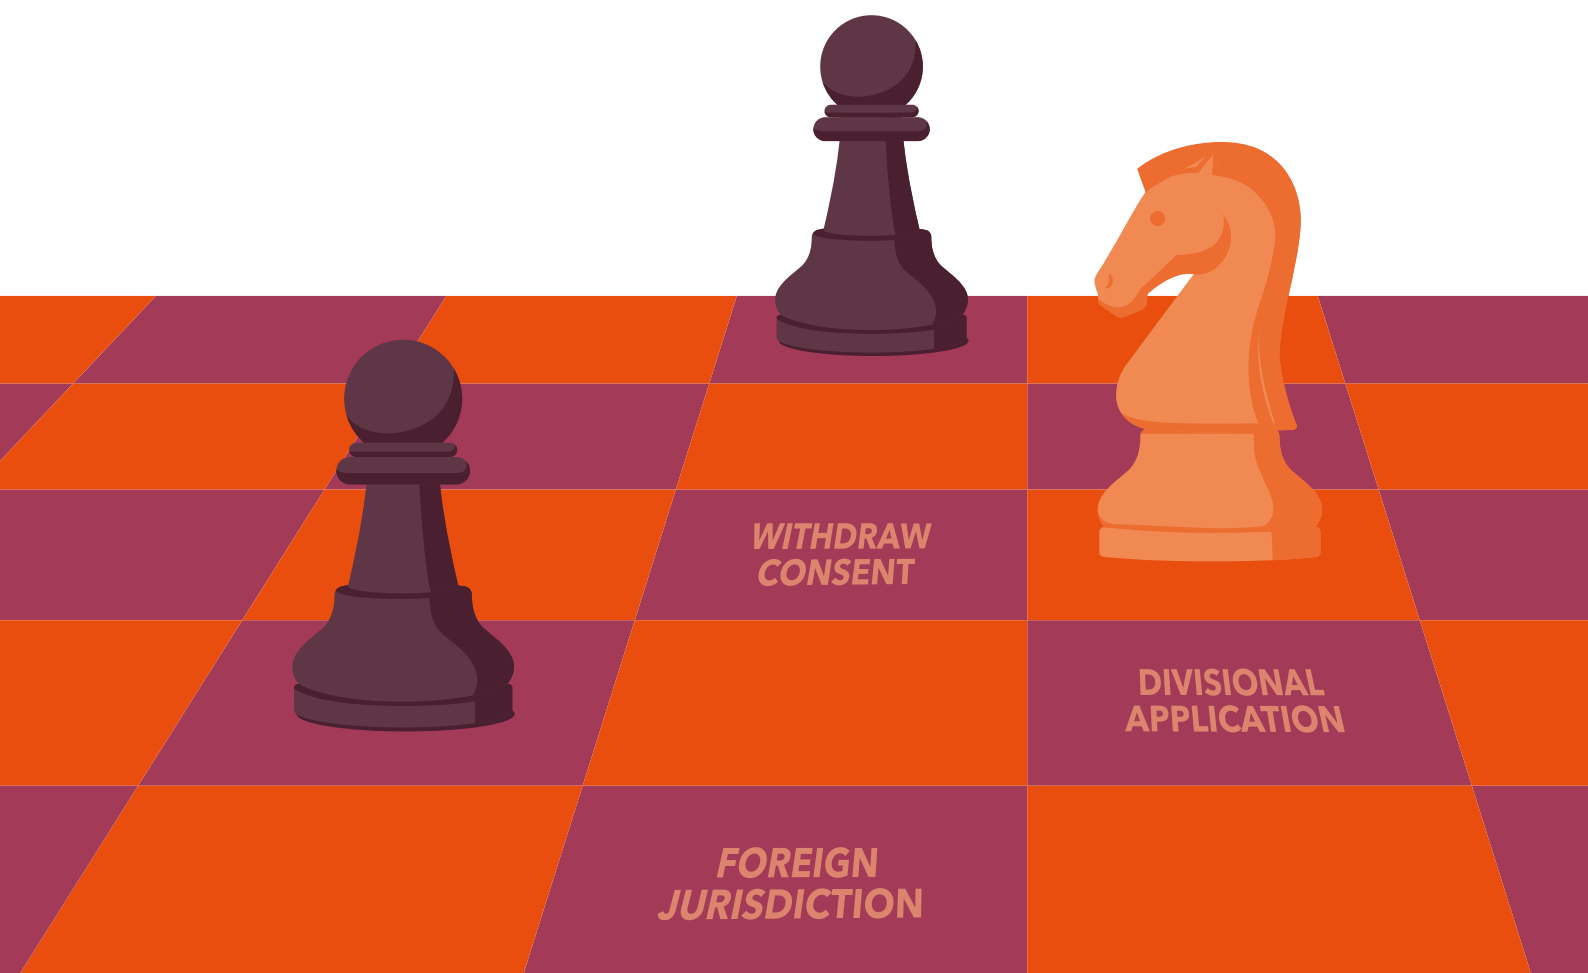 WITHDRAW
CONSENT
DIVISIONAL
APPLICATION
FOREIGN
JURISDICTION